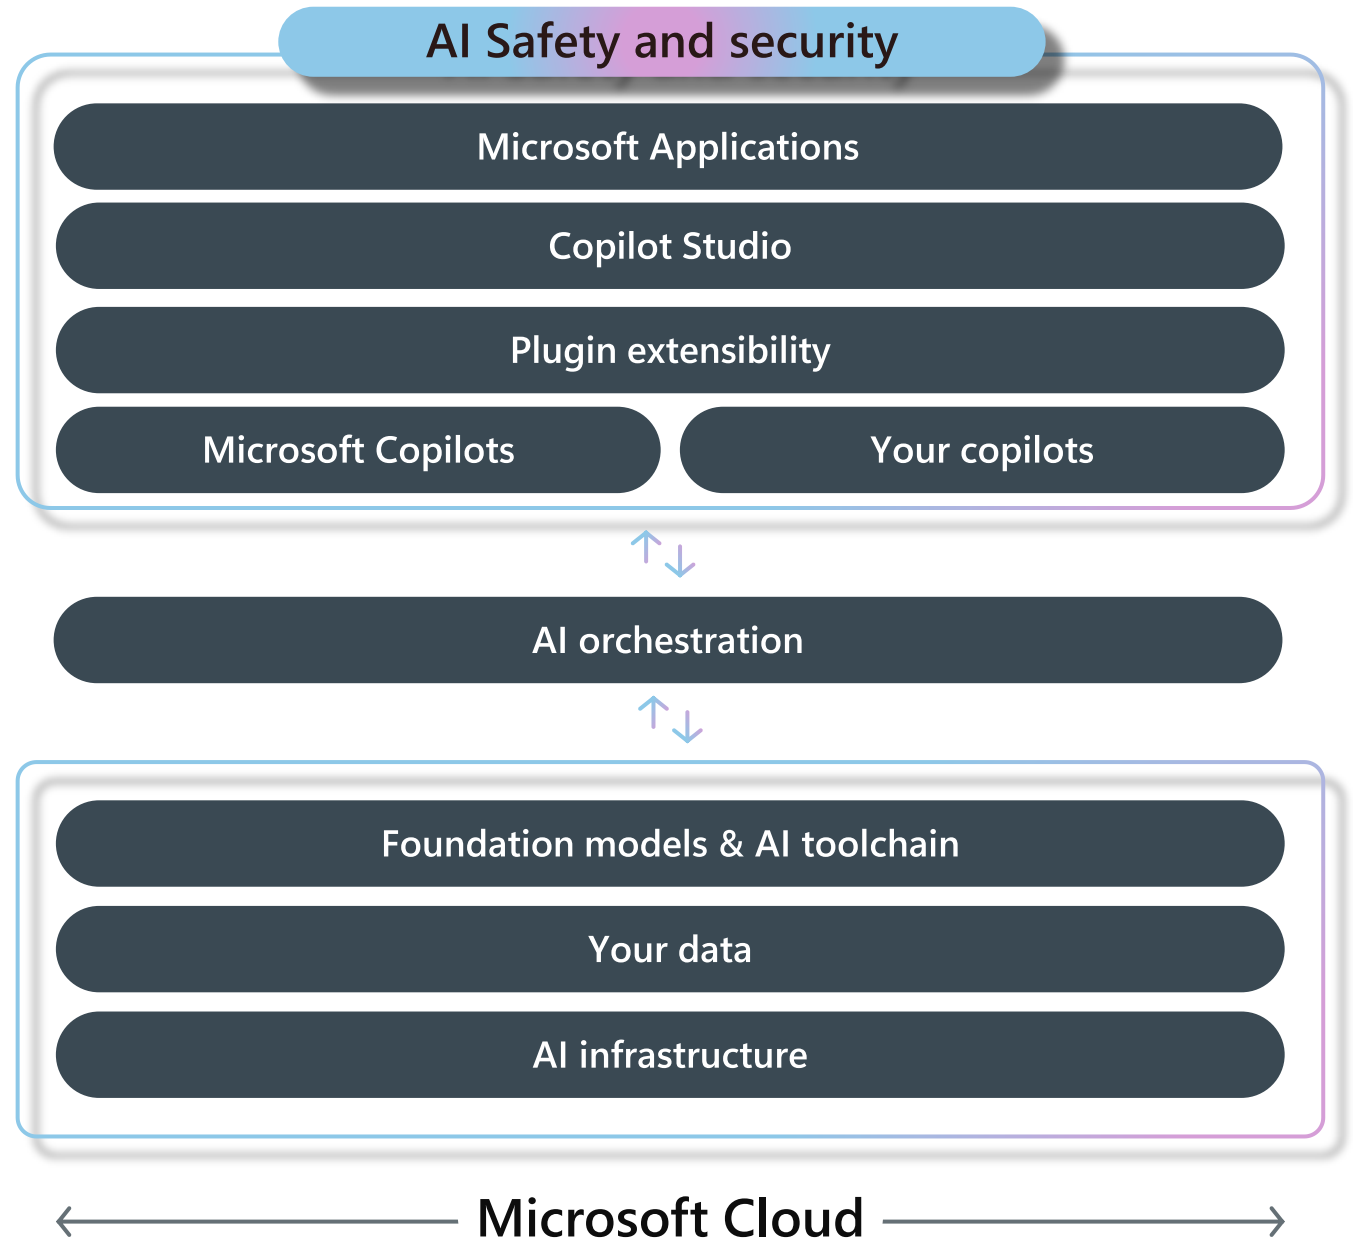 AI Safety and security
Microsoft Applications
Copilot Studio
Plugin extensibility
Microsoft Copilots
Your copilots
AI orchestration
Foundation models & AI toolchain
Your data
AI infrastructure
Microsoft Cloud